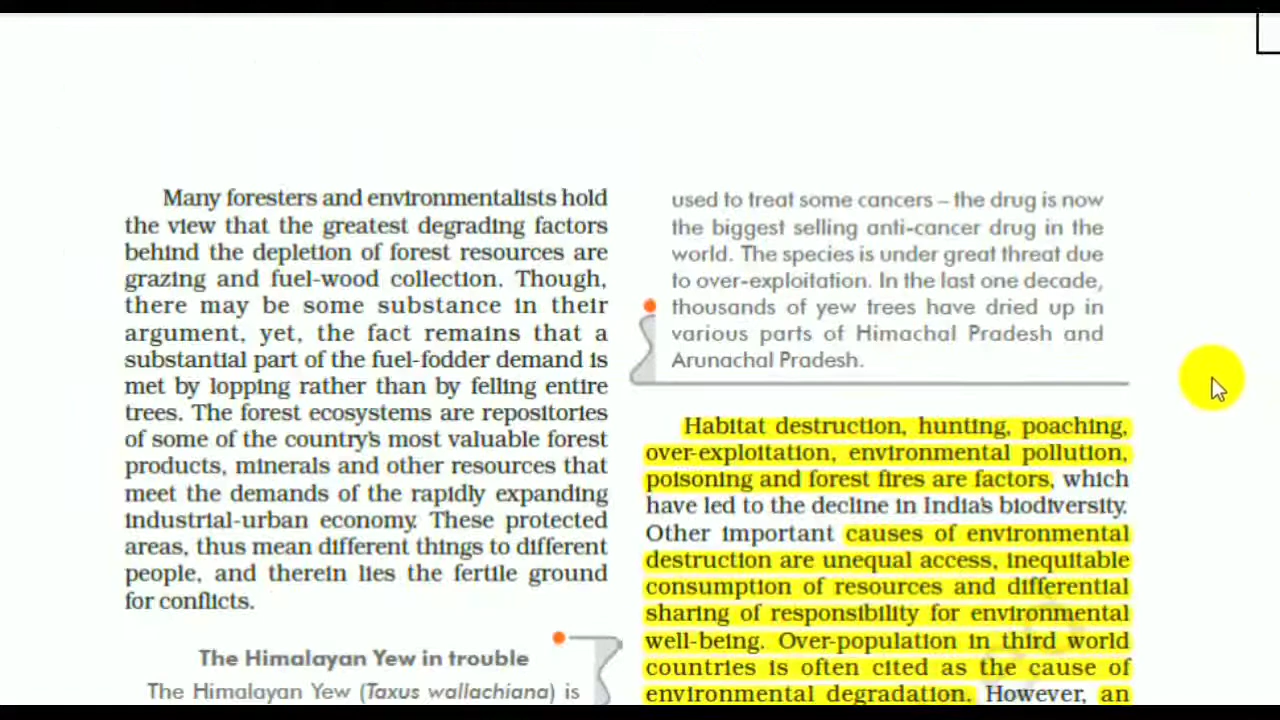 Many foresters and environmentalists hold
the view that the greatest degrading factors
behind the depletion of forest resources are
grazing and fuel-wood collection. Though,
there may be some substance in their
argument, yet, the fact remains that a
substantial part of the fuel-fodder demand is
met by lopping rather than by felling entire
trees. The forest ecosystems are repositories
of some of the country's most valuable forest
products, minerals and other resources that
meet the demands of the rapidly expanding
industrial-urban economy. These protected
areas, thus mean different things to different
people, and therein lies the fertile ground
for conflicts.
The Himalayan Yew in trouble
The Himalayan Yew (Taxus wallachiana) is
used to treat some cancers – the drug is now
the biggest selling anti-cancer drug in the
world. The species is under great threat due
to over-exploitation. In the last one decade,
thousands of yew trees have dried up in
various parts of Himachal Pradesh and
Arunachal Pradesh.
Habitat destruction, hunting, poaching,
over-exploitation, environmental pollution,
poisoning and forest fires are factors, which
have led to the decline in India's biodiversity.
Other important causes of environmental
destruction are unequal access, inequitable
consumption of resources and differential
sharing of responsibility for environmental
well-being. Over-population in third world
countries is often cited as the cause of
environmental degradation. However, an